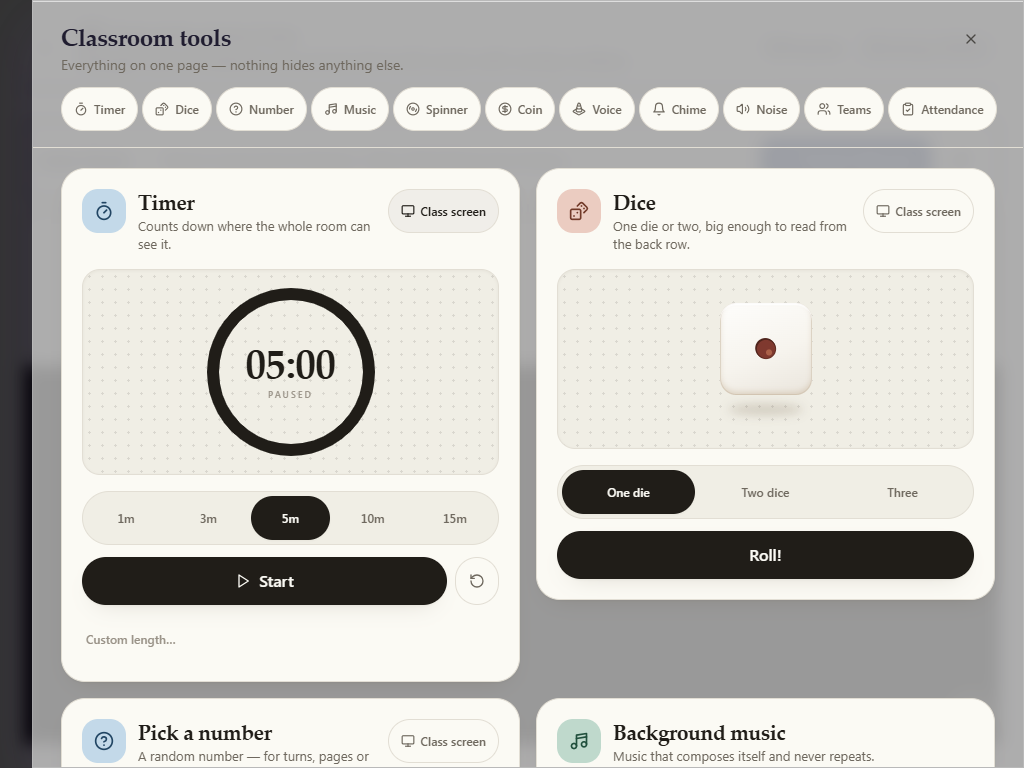 Classroom tools
Everything on one page — nothing hides anything else.
Timer
Dice
Number
Music
Spinner
Coin
Voice
Chime
Noise
Teams
Attendance
Timer
Counts down where the whole room can
see it.
Class screen
05:00
PAUSED
1m
3m
5m
10m
15m
Start
Custom length...
Dice
One die or two, big enough to read from
the back row.
Class screen
One die
Two dice
Three
Roll!
Pick a number
A random number — for turns, pages or
Class screen
Background music
Music that composes itself and never repeats.